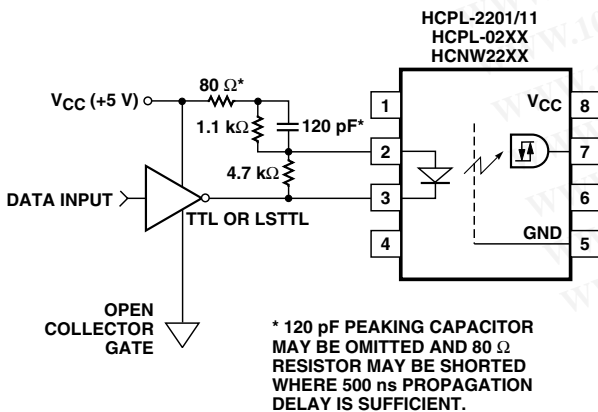 HCPL-2201/11
HCPL-02XX
HCNW22XX
80 Ω*
VCC (+5 V)
1.1 kΩ
120 pF*
4.7 kΩ
DATA INPUT
TTL OR LSTTL
1
2
3
4
VCC 8
7
6
GND 5
OPEN
COLLECTOR
GATE
* 120 pF PEAKING CAPACITOR
MAY BE OMITTED AND 80 Ω
RESISTOR MAY BE SHORTED
WHERE 500 ns PROPAGATION
DELAY IS SUFFICIENT.